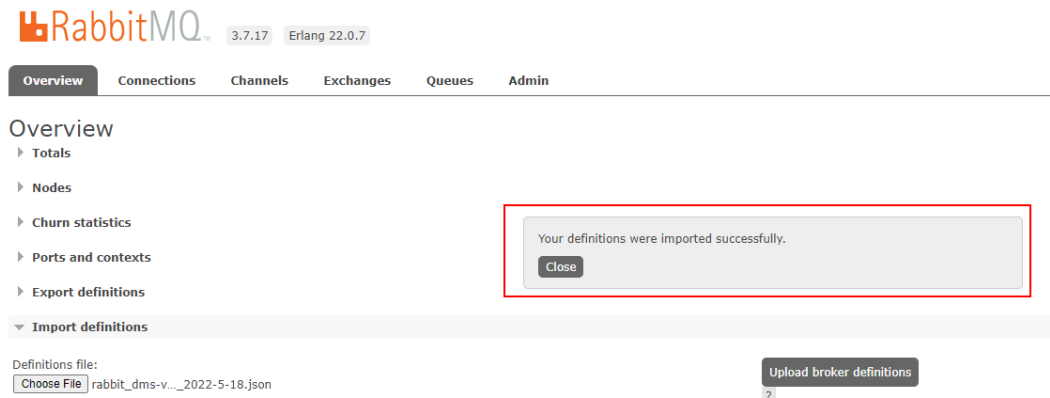 RabbitMQ 3.7.17 Erlang 22.0.7
Overview Connections Channels Exchanges Queues Admin
Overview
Totals
Nodes
Churn statistics
Ports and contexts
Export definitions
Your definitions were imported successfully.
Close
Import definitions
Definitions file:
Choose File rabbit_dms-v..._2022-5-18.json
Upload broker definitions
?